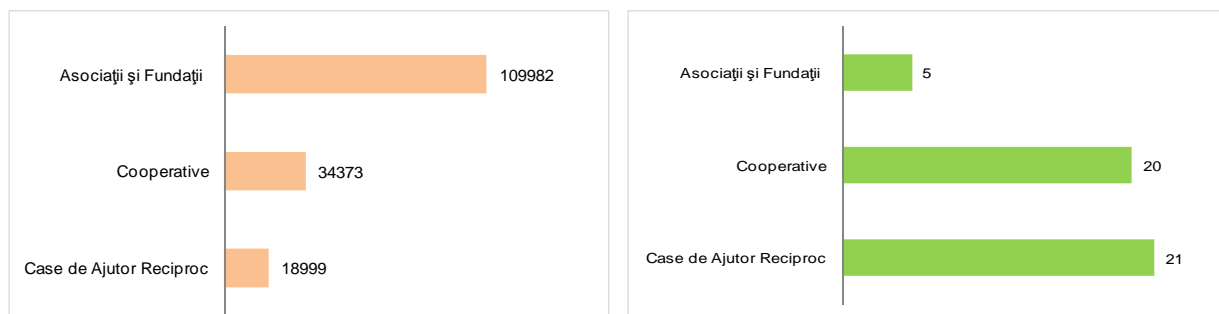 Asociaţii şi Fundaţii 109982
Cooperative 34373
Case de Ajutor Reciproc 18999
Asociaţii şi Fundaţii 5
Cooperative 20
Case de Ajutor Reciproc 21